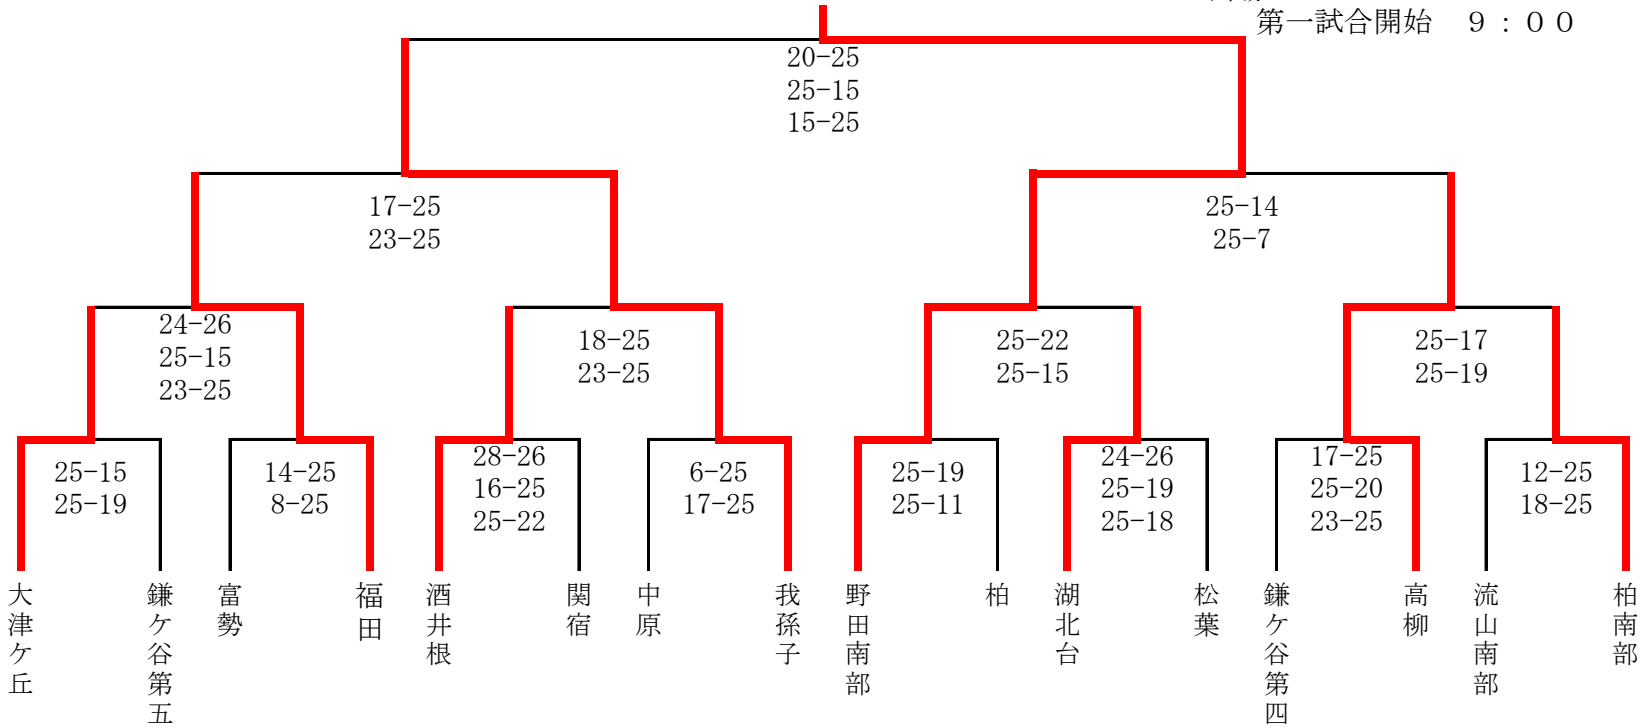 第一試合開始　９：００
20-25
25-15
15-25
17-25
23-25
25-14
25-7
24-26
25-15
23-25
18-25
23-25
25-22
25-15
25-17
25-19
25-15
25-19
14-25
8-25
28-26
16-25
25-22
6-25
17-25
25-19
25-11
24-26
25-19
25-18
17-25
25-20
23-25
12-25
18-25
大津ケ丘
鎌ケ谷第五
富勢
福田
酒井根
関宿
中原
我孫子
野田南部
柏
湖北台
松葉
鎌ケ谷第四
高柳
流山南部
柏南部